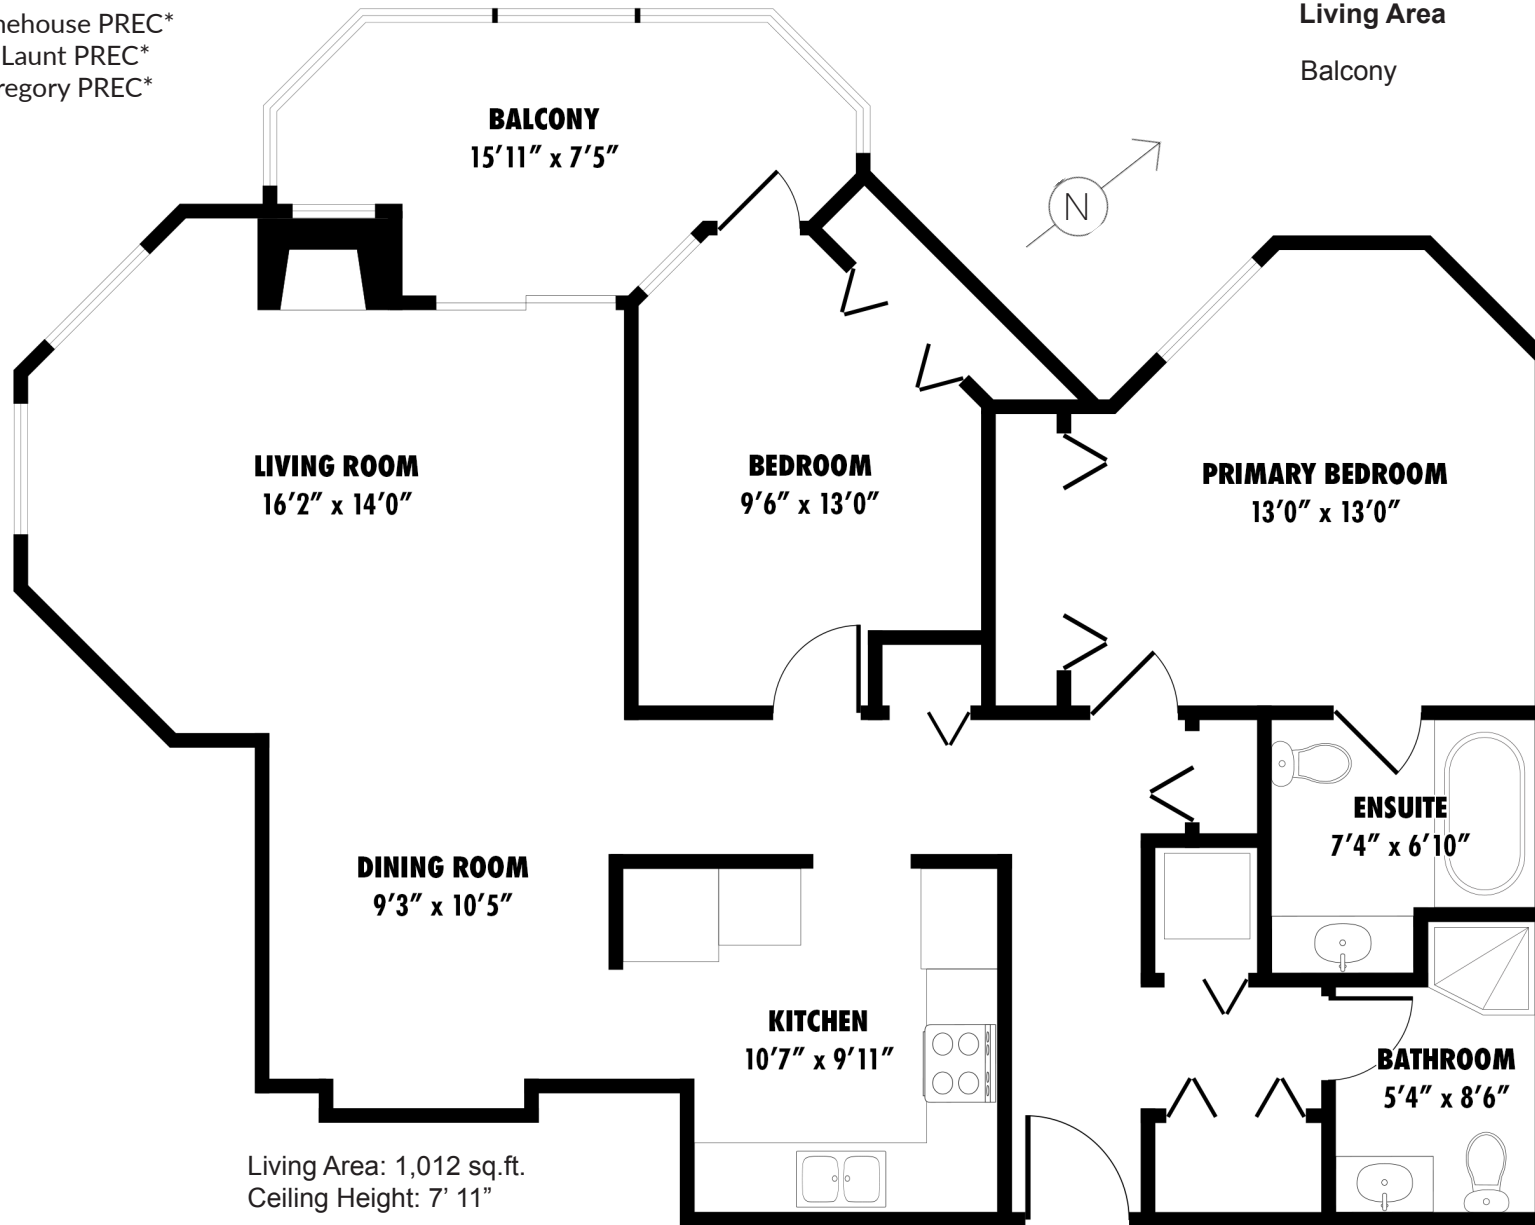 PREC*
Launt PREC*
PREC*
Living Area
Balcony
BALCONY
15'11" x 7'5"
N
LIVING ROOM
16'2" x 14'0"
BEDROOM
9'6" x 13'0"
PRIMARY BEDROOM
13'0" x 13'0"
ENSUITE
7'4" x 6'10"
DINING ROOM
9'3" x 10'5"
KITCHEN
10'7" x 9'11"
BATHROOM
5'4" x 8'6"
Living Area: 1,012 sq.ft.
Ceiling Height: 7' 11"